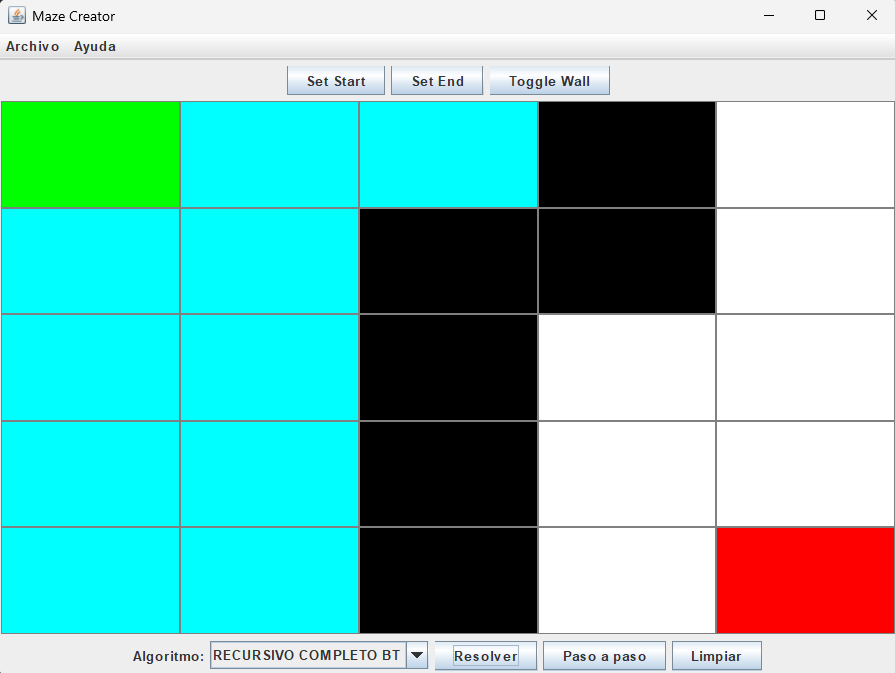 Maze Creator
Archivo Ayuda
Set Start Set End Toggle Wall
Algoritmo: RECURSIVO COMPLETO BT Resolver Paso a paso Limpiar